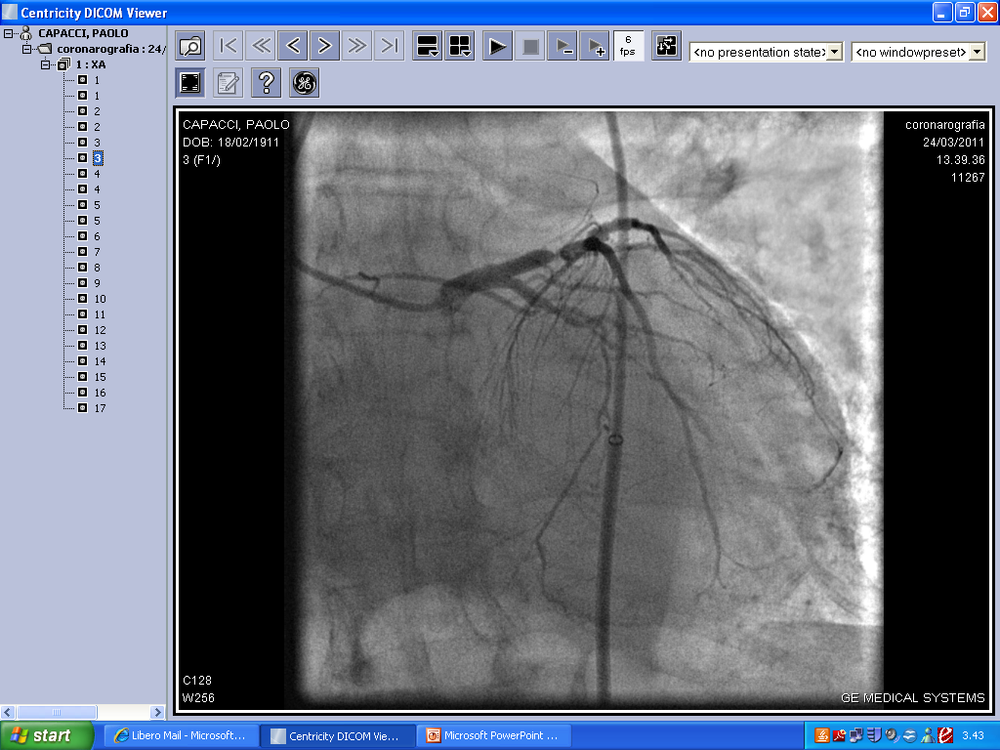 Centricity DICOM Viewer
CAPACCI, PAOLO
coronarografia : 24/
1 : XA
1
1
2
2
3
3
4
4
5
5
6
7
8
9
10
11
12
13
14
15
16
17
6
fps
<no presentation state>
<no windowpreset>
CAPACCI, PAOLO
DOB: 18/02/1911
3 (F1/)
coronarografia
24/03/2011
13.39.36
11267
C128
W256
GE MEDICAL SYSTEMS
start
Libero Mail - Microsoft...
Centricity DICOM Vie...
Microsoft PowerPoint ...
3.43